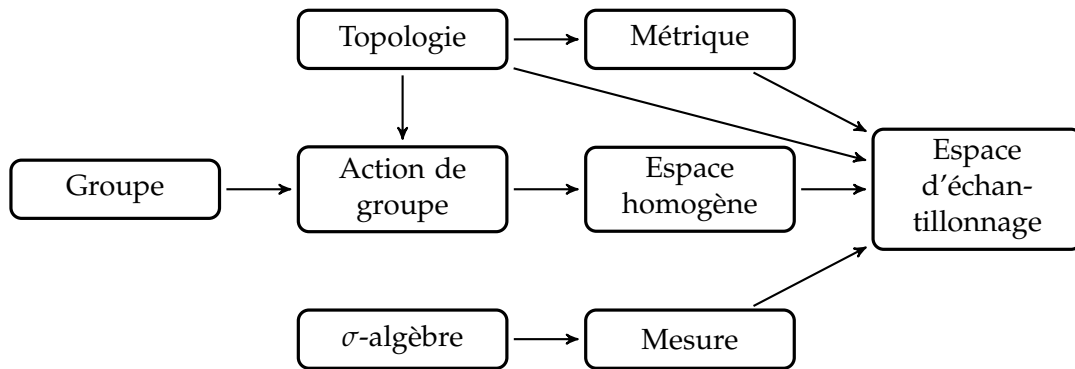 Topologie
Métrique
Groupe
Action de
groupe
Espace
homogène
Espace
d'échan-
tillonnage
σ-algèbre
Mesure